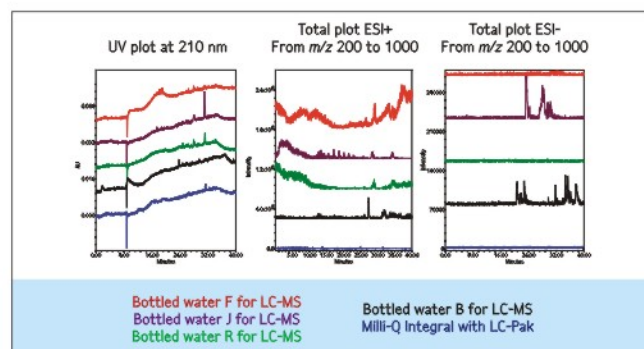 UV plot at 210 nm
Total plot ESI+
From m/z 200 to 1000
Total plot ESI-
From m/z 200 to 1000
AU
Minutes
Intensity
Minutes
Intensity
Minutes
Bottled water F for LC-MS
Bottled water J for LC-MS
Bottled water R for LC-MS
Bottled water B for LC-MS
Milli-Q Integral with LC-Pak